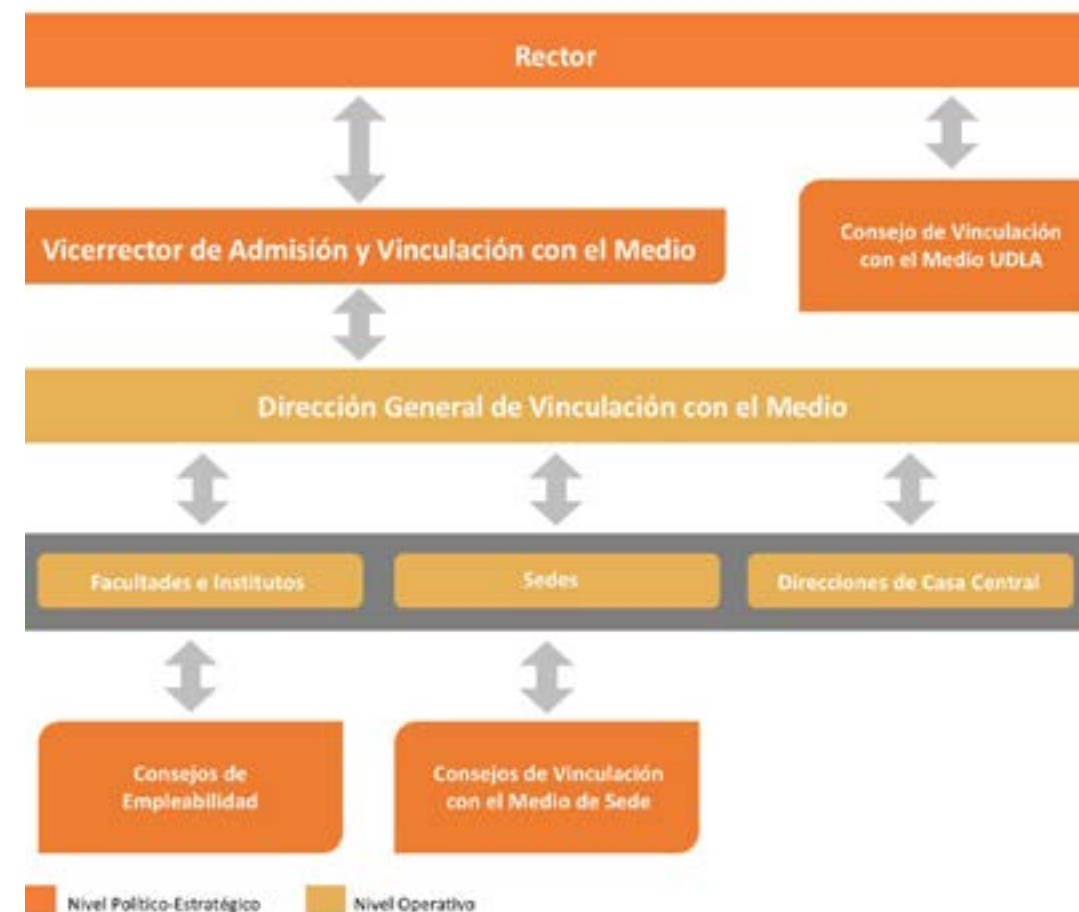 Rector
Vicerrector de Admisión y Vinculación con el Medio
Consejo de Vinculación
con el Medio UDLA
Dirección General de Vinculación con el Medio
Facultades e Institutos
Sedes
Direcciones de Casa Central
Consejos de
Empleabilidad
Consejos de Vinculación
con el Medio de Sede
Nivel Político-Estratégico
Nivel Operativo